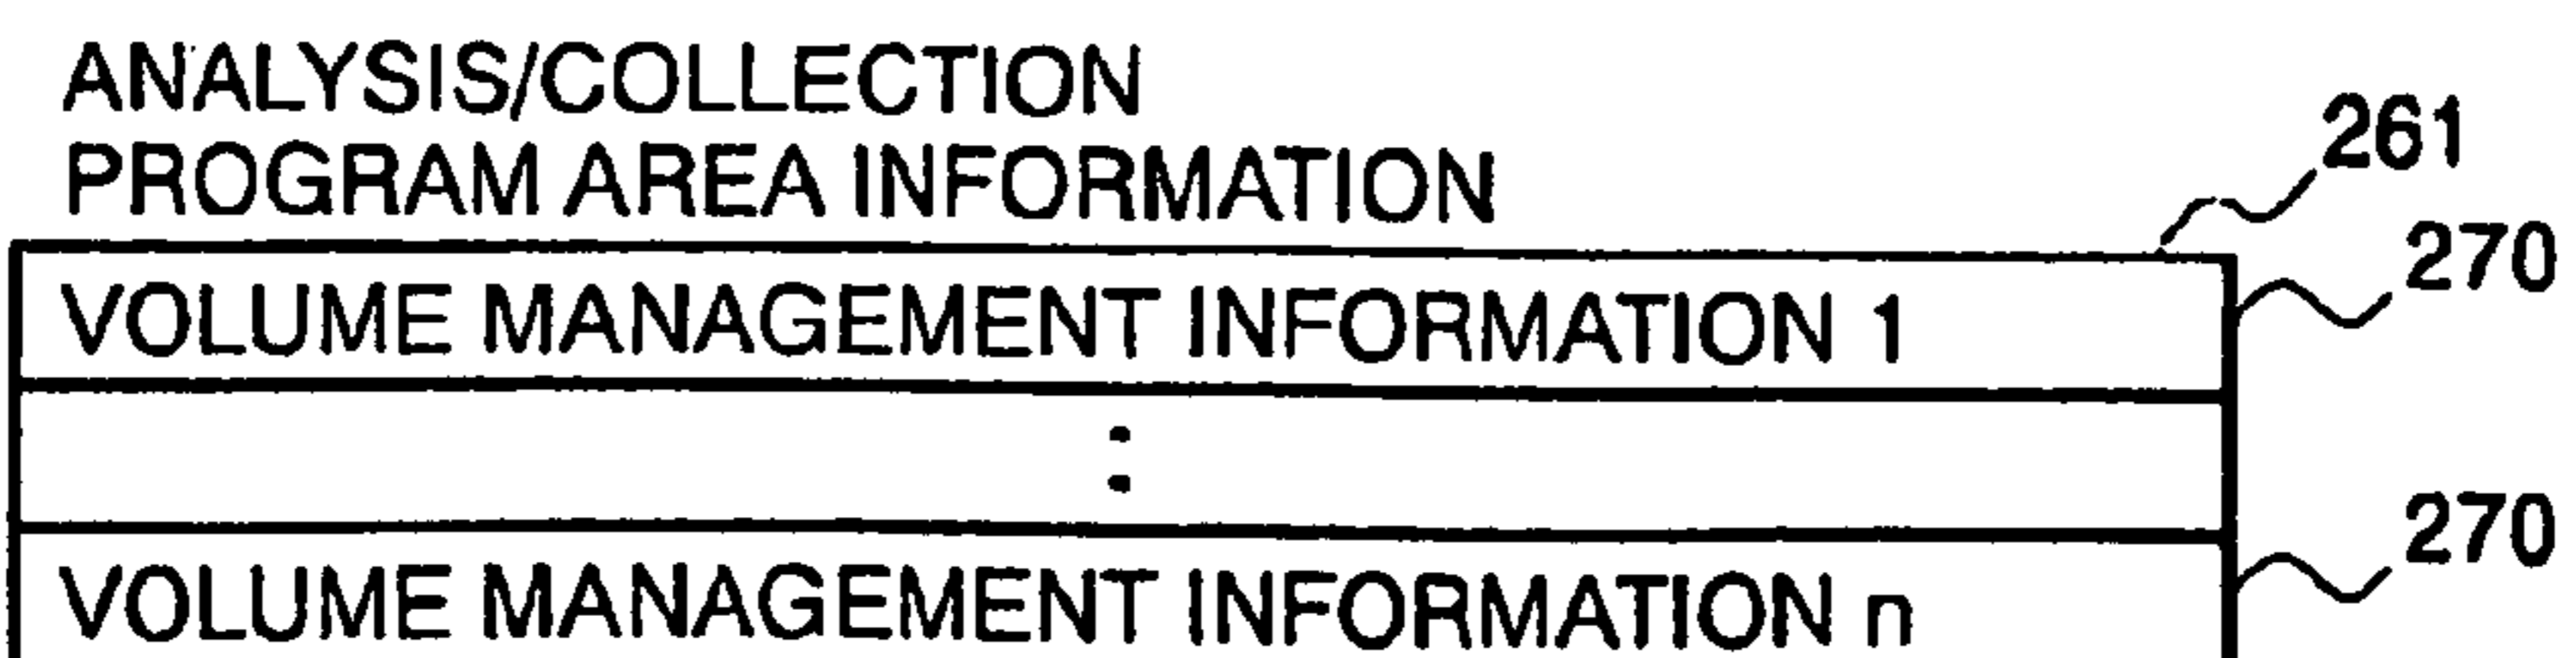 ANALYSIS/COLLECTION
PROGRAM AREA INFORMATION
261
VOLUME MANAGEMENT INFORMATION 1
270
:
VOLUME MANAGEMENT INFORMATION n
270